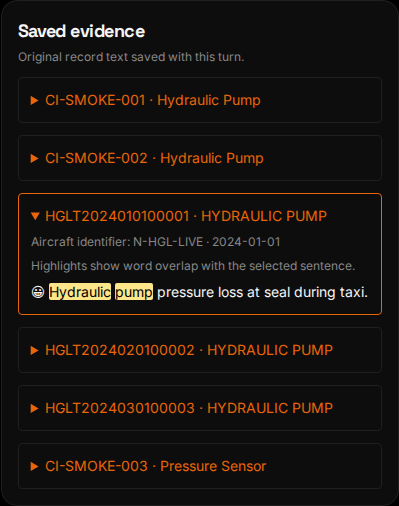 Saved evidence
Original record text saved with this turn.
▶ CI-SMOKE-001 · Hydraulic Pump
▶ CI-SMOKE-002 · Hydraulic Pump
▼ HGLT2024010100001 · HYDRAULIC PUMP
Aircraft identifier: N-HGL-LIVE · 2024-01-01
Highlights show word overlap with the selected sentence.
😀 Hydraulic pump pressure loss at seal during taxi.
▶ HGLT2024020100002 · HYDRAULIC PUMP
▶ HGLT2024030100003 · HYDRAULIC PUMP
▶ CI-SMOKE-003 · Pressure Sensor